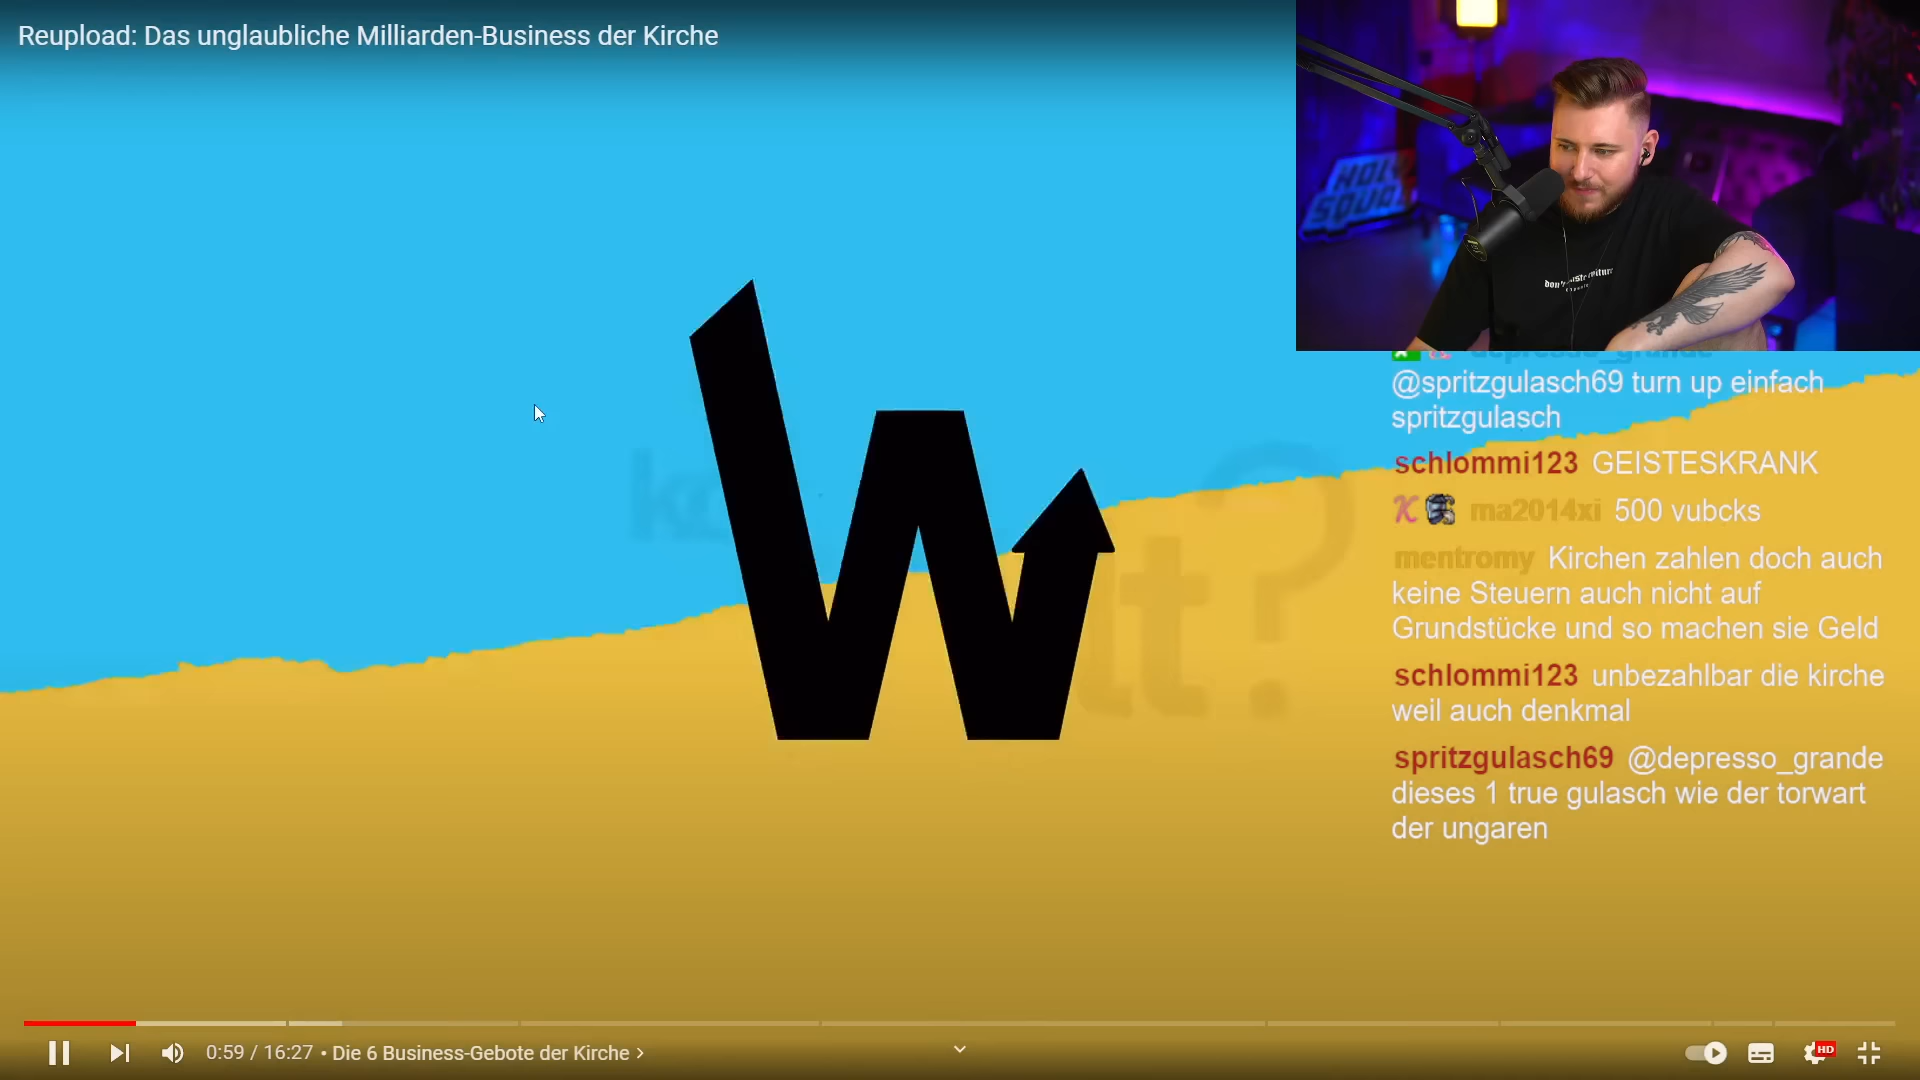 Reupload: Das unglaubliche Milliarden-Business der Kirche
HOLY
SQUAD
depresso_grande
@spritzgulasch69 turn up einfach
spritzgulasch
schlommi123 GEISTESKRANK
ma2014xi 500 vubcks
mentromy Kirchen zahlen doch auch
keine Steuern auch nicht auf
Grundstücke und so machen sie Geld
schlommi123 unbezahlbar die kirche
weil auch denkmal
spritzgulasch69 @depresso_grande
dieses 1 true gulasch wie der torwart
der ungaren
W
0:59 / 16:27 • Die 6 Business-Gebote der Kirche
HD